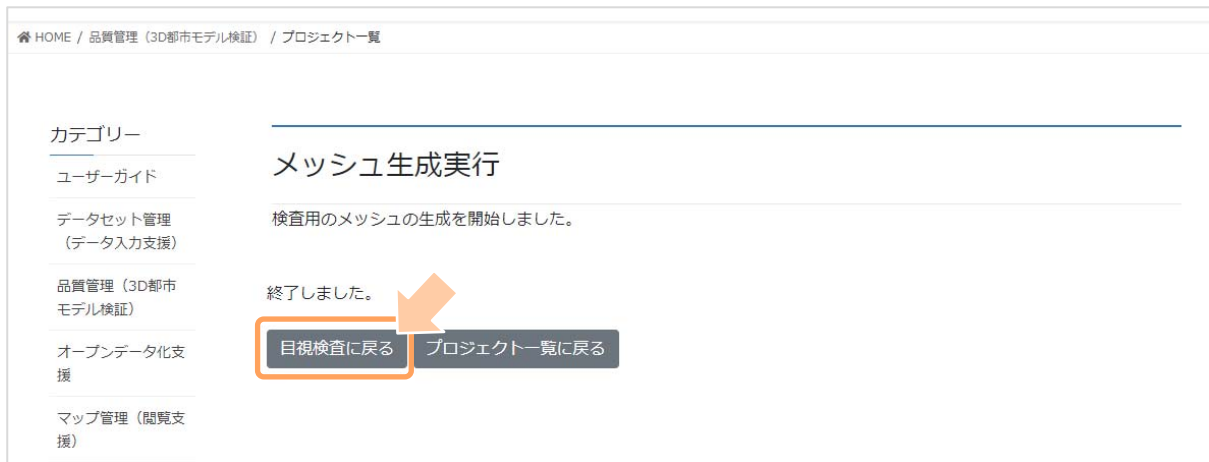 HOME / 品質管理（3D都市モデル検証） / プロジェクト一覧
カテゴリー
ユーザーガイド
データセット管理
（データ入力支援）
品質管理（3D都市
モデル検証）
オープンデータ化支
援
マップ管理（閲覧支
援）
メッシュ生成実行
検査用のメッシュの生成を開始しました。
終了しました。
目視検査に戻る プロジェクト一覧に戻る